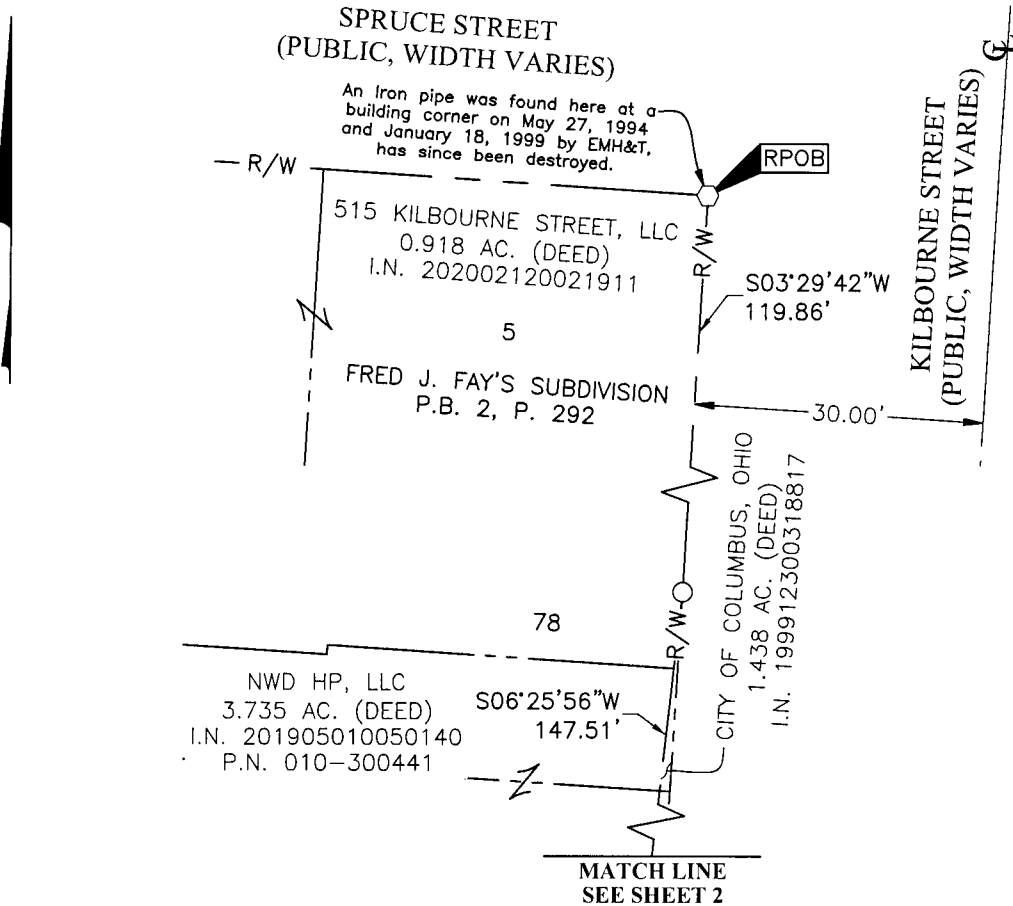 SPRUCE STREET
(PUBLIC, WIDTH VARIES)
An Iron pipe was found here at a
building corner on May 27, 1994
and January 18, 1999 by EMH&T,
has since been destroyed.
RPOB
R/W
515 KILBOURNE STREET, LLC
0.918 AC. (DEED)
I.N. 202002120021911
R/W
S03°29'42"W
119.86'
KILBOURNE STREET
(PUBLIC, WIDTH VARIES)
℄
5
FRED J. FAY'S SUBDIVISION
P.B. 2, P. 292
30.00'
CITY OF COLUMBUS, OHIO
1.438 AC. (DEED)
I.N. 199912300318817
R/W
78
NWD HP, LLC
3.735 AC. (DEED)
I.N. 201905010050140
P.N. 010-300441
S06°25'56"W
147.51'
MATCH LINE
SEE SHEET 2